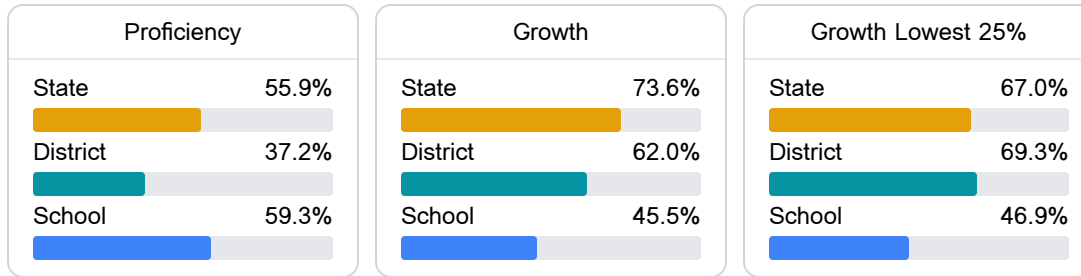 Proficiency
State 55.9%
District 37.2%
School 59.3%
Growth
State 73.6%
District 62.0%
School 45.5%
Growth Lowest 25%
State 67.0%
District 69.3%
School 46.9%